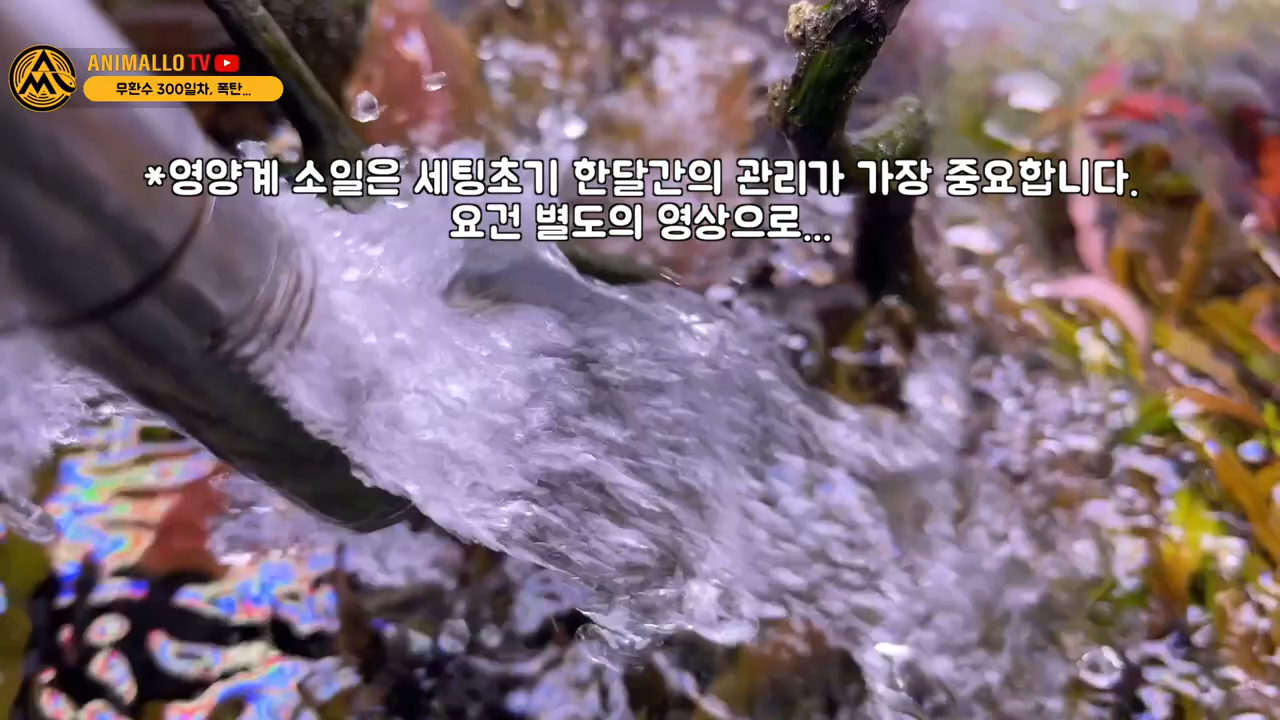 ANIMALLO TV
무환수 300일차, 폭탄...
*영양계 소일은 세팅초기 한달간의 관리가 가장 중요합니다.
요건 별도의 영상으로...